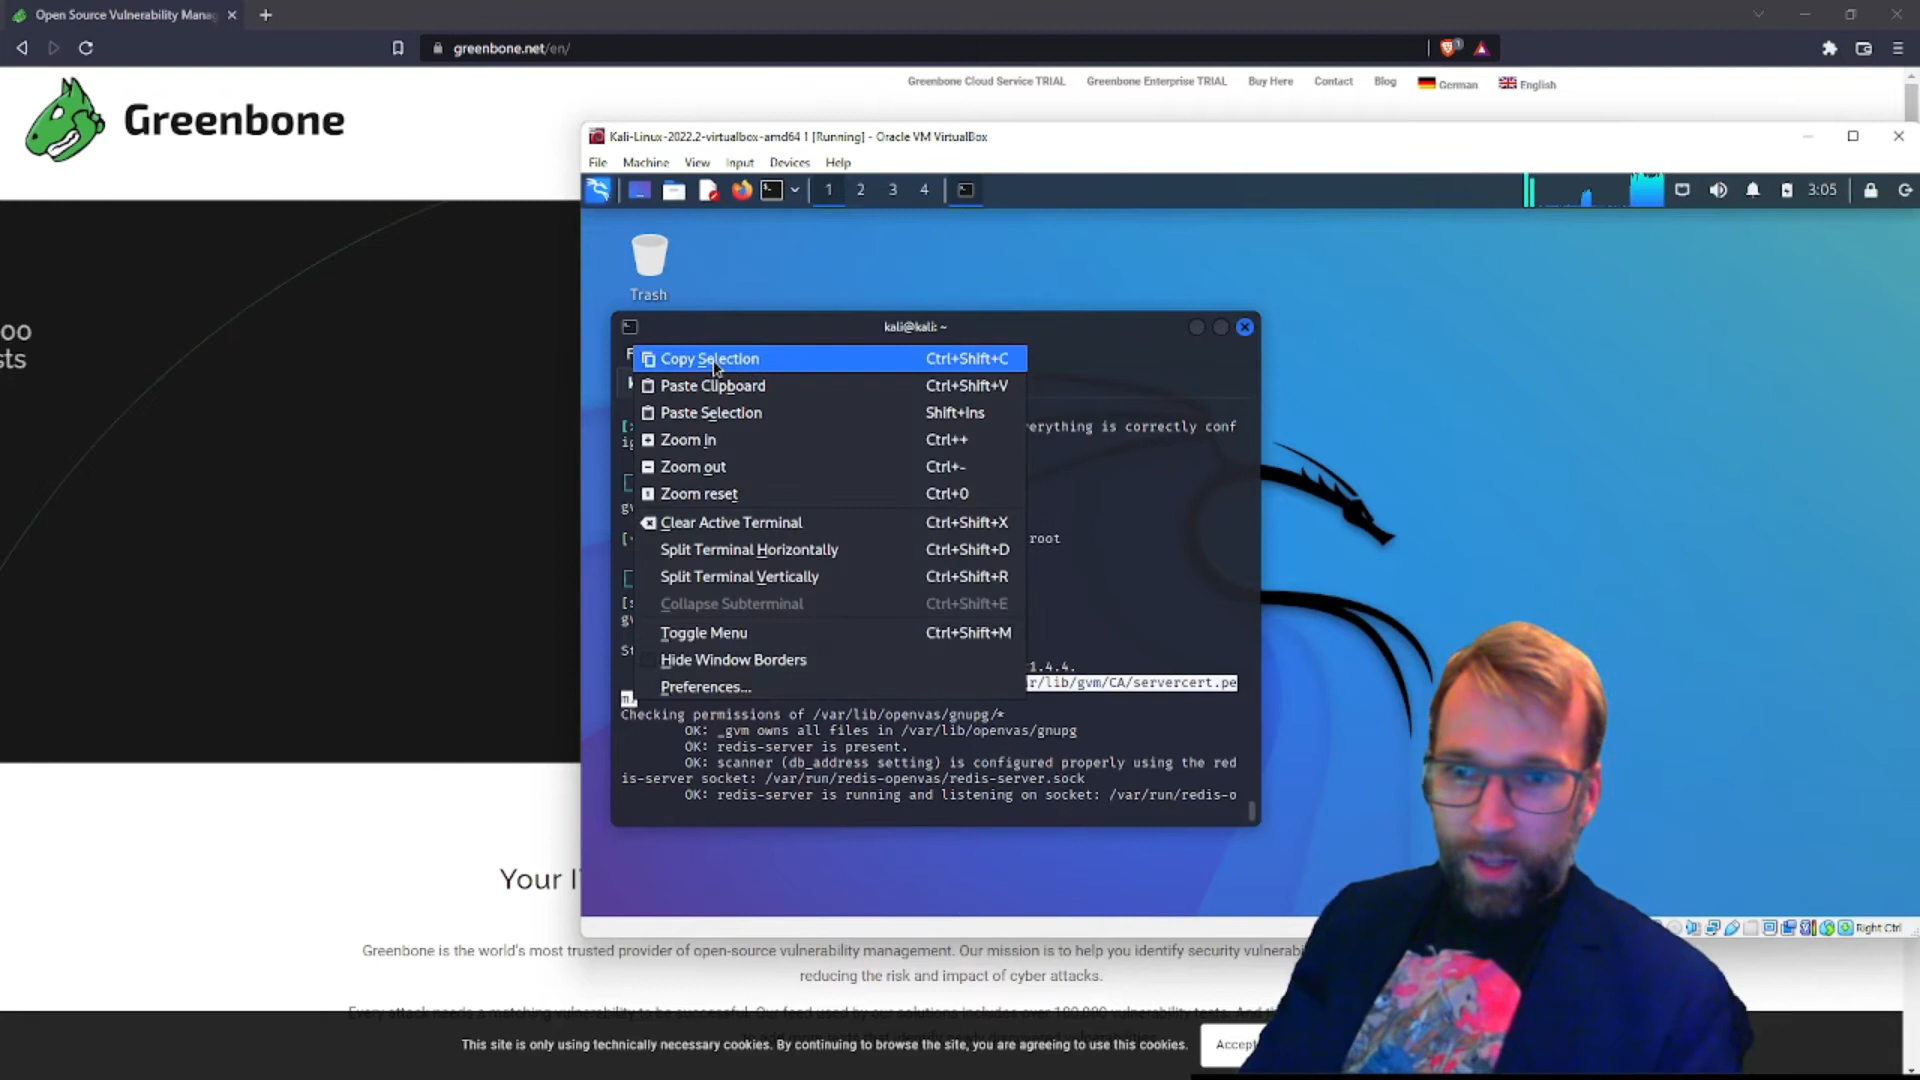 Open Source Vulnerability Mana
greenbone.net/en/
1
Greenbone
Greenbone Cloud Service TRIAL
Greenbone Enterprise TRIAL
Buy Here
Contact
Blog
German
English
Kali-Linux-2022.2-virtualbox-amd64 1 [Running] - Oracle VM VirtualBox
File Machine View Input Devices Help
1 2 3 4
3:05
Trash
kali@kali: ~
Copy Selection Ctrl+Shift+C
Paste Clipboard Ctrl+Shift+V
Paste Selection Shift+Ins
Zoom In Ctrl++
Zoom out Ctrl+-
Zoom reset Ctrl+0
Clear Active Terminal Ctrl+Shift+X
Split Terminal Horizontally Ctrl+Shift+D
Split Terminal Vertically Ctrl+Shift+R
Collapse Subterminal Ctrl+Shift+E
Toggle Menu Ctrl+Shift+M
Hide Window Borders
Preferences...
erything is correctly conf
root
1.4.4.
r/lib/gvm/CA/servercert.pe
Checking permissions of /var/lib/openvas/gnupg/*
OK: _gvm owns all files in /var/lib/openvas/gnupg
OK: redis-server is present.
OK: scanner (db_address setting) is configured properly using the red
is-server socket: /var/run/redis-openvas/redis-server.sock
OK: redis-server is running and listening on socket: /var/run/redis-o
Right Ctrl
oo
sts
Your I
Greenbone is the world's most trusted provider of open-source vulnerability management. Our mission is to help you identify security vulnerab
reducing the risk and impact of cyber attacks.
This site is only using technically necessary cookies. By continuing to browse the site, you are agreeing to use this cookies.
Accept